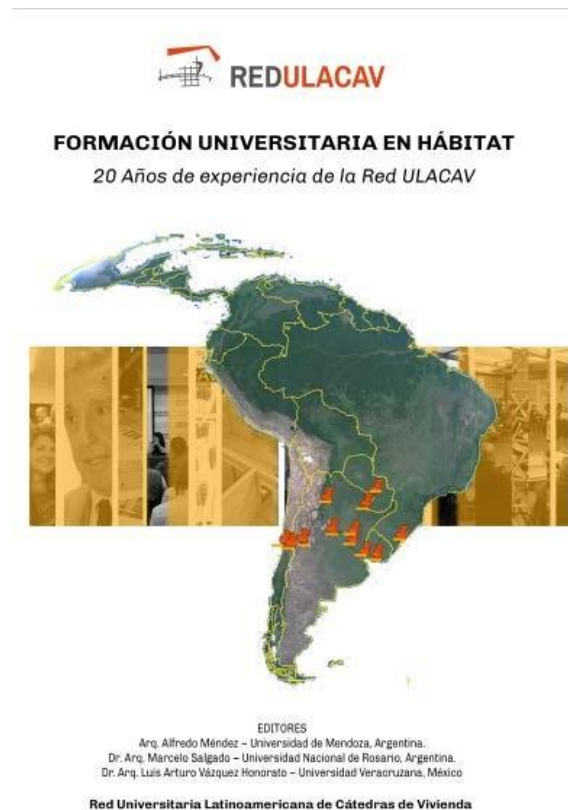 REDULACAV
FORMACIÓN UNIVERSITARIA EN HÁBITAT
20 Años de experiencia de la Red ULACAV
EDITORES
Arq. Alfredo Méndez – Universidad de Mendoza, Argentina.
Dr. Arq. Marcelo Salgado – Universidad Nacional de Rosario, Argentina.
Dr. Arq. Luis Arturo Vázquez Honorato – Universidad Veracruzana, México
Red Universitaria Latinoamericana de Cátedras de Vivienda